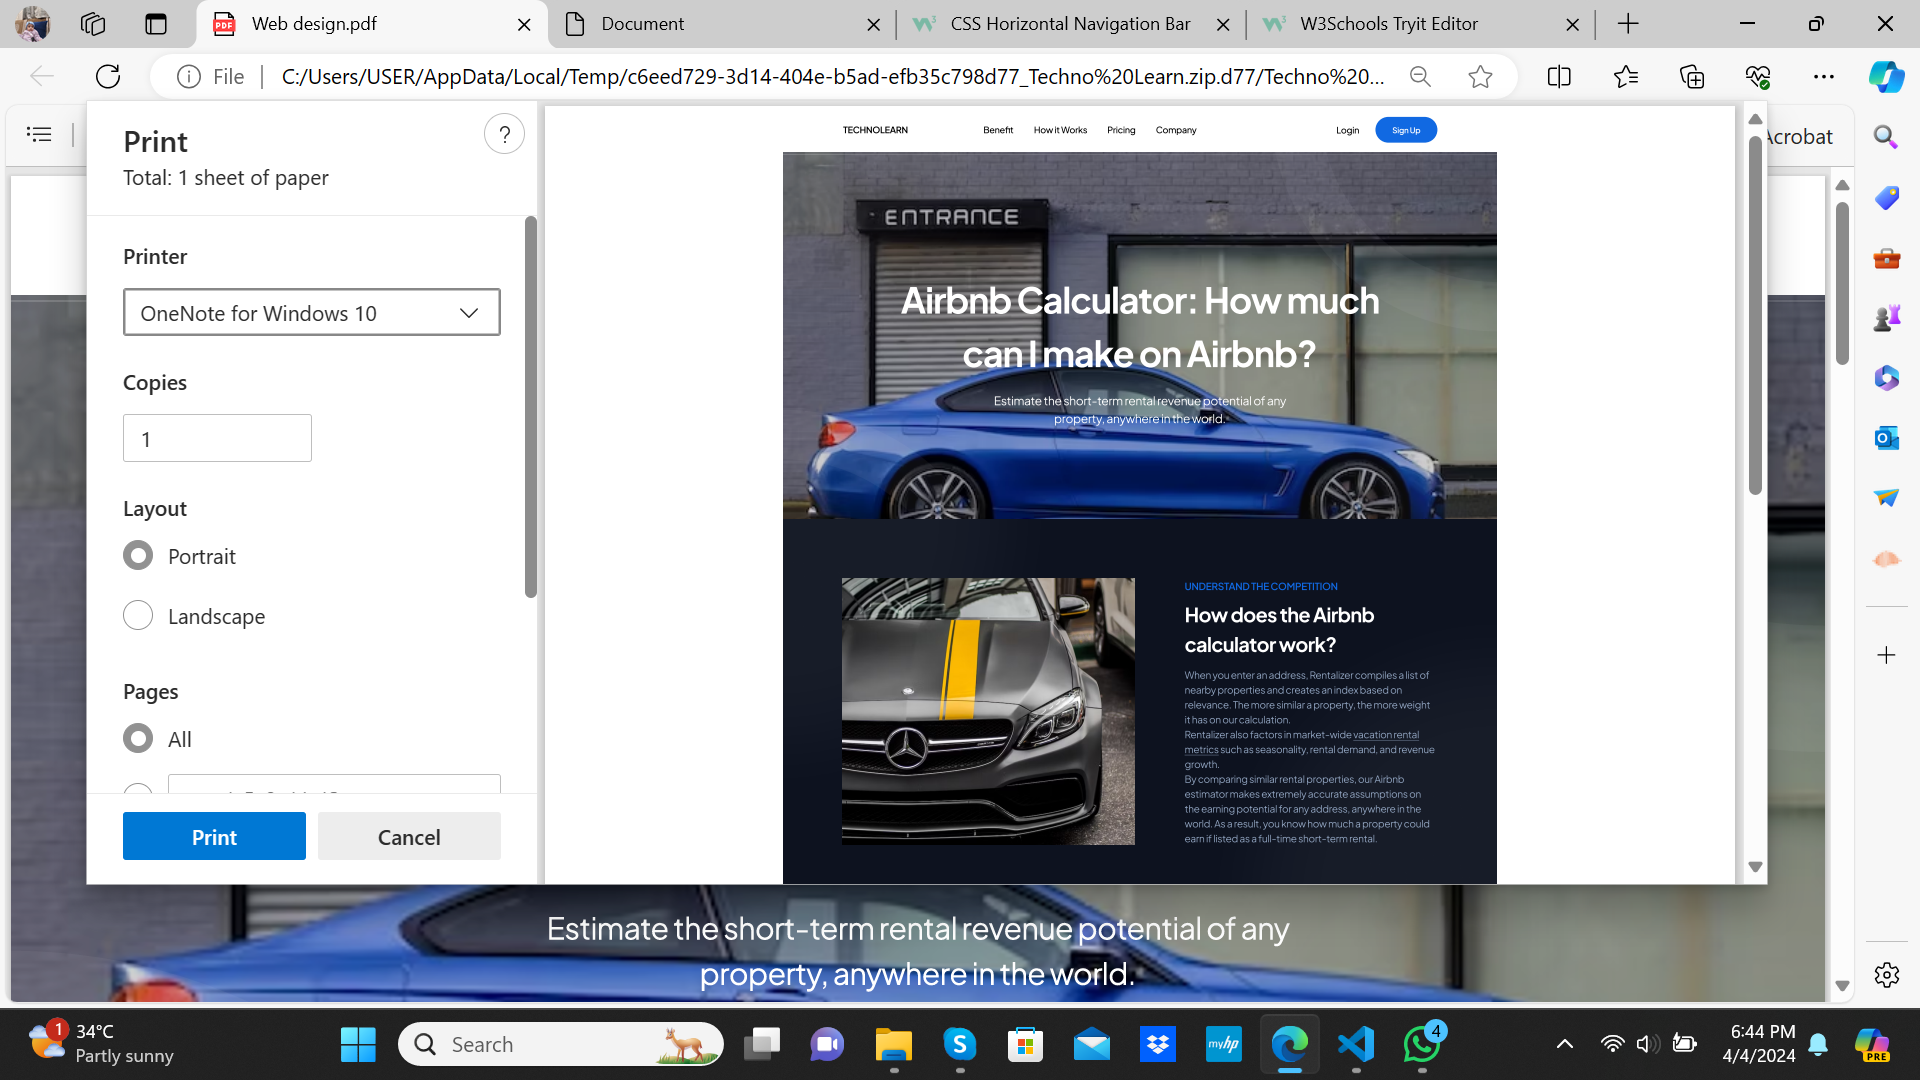 Web design.pdf
Document
CSS Horizontal Navigation Bar
W3Schools Tryit Editor
File
C:/Users/USER/AppData/Local/Temp/c6eed729-3d14-404e-b5ad-efb35c798d77_Techno%20Learn.zip.d77/Techno%20...
Print
?
Total: 1 sheet of paper
Acrobat
Printer
OneNote for Windows 10
Copies
1
Layout
Portrait
Landscape
Pages
All
Print
Cancel
TECHNOLEARN
Benefit
How it Works
Pricing
Company
Login
Sign Up
ENTRANCE
Airbnb Calculator: How much
can I make on Airbnb?
Estimate the short-term rental revenue potential of any
property, anywhere in the world.
UNDERSTAND THE COMPETITION
How does the Airbnb
calculator work?
When you enter an address, Rentalizer compiles a list of
nearby properties and creates an index based on
relevance. The more similar a property, the more weight
it has on our calculation.
Rentalizer also factors in market-wide vacation rental
metrics such as seasonality, rental demand, and revenue
growth.
By comparing similar rental properties, our Airbnb
estimator makes extremely accurate assumptions on
the earning potential for any address, anywhere in the
world. As a result, you know how much a property could
earn if listed as a full-time short-term rental.
Estimate the short-term rental revenue potential of any
property, anywhere in the world.
1
34°C
Partly sunny
Search
myhp
4
6:44 PM
4/4/2024
PRE